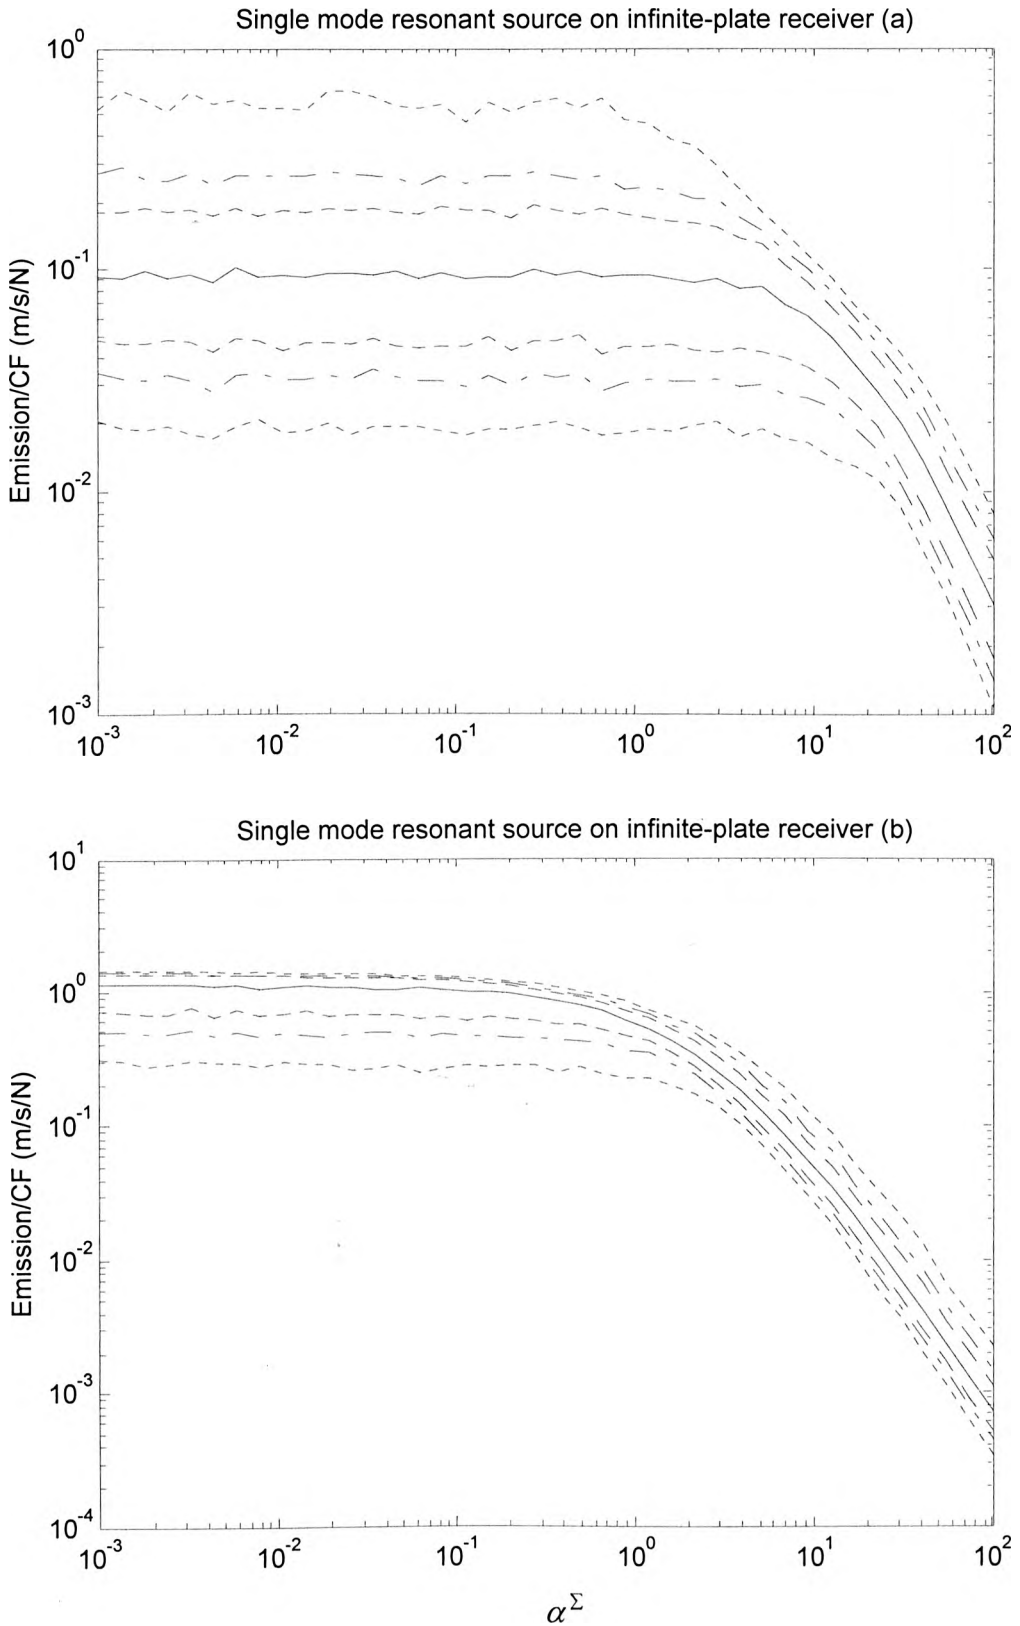 Single mode resonant source on infinite-plate receiver (a)
10^0
10^-1
10^-2
10^-3
Emission/CF (m/s/N)
10^-3 10^-2 10^-1 10^0 10^1 10^2
Single mode resonant source on infinite-plate receiver (b)
10^1
10^0
10^-1
10^-2
10^-3
10^-4
Emission/CF (m/s/N)
10^-3 10^-2 10^-1 10^0 10^1 10^2
α^Σ